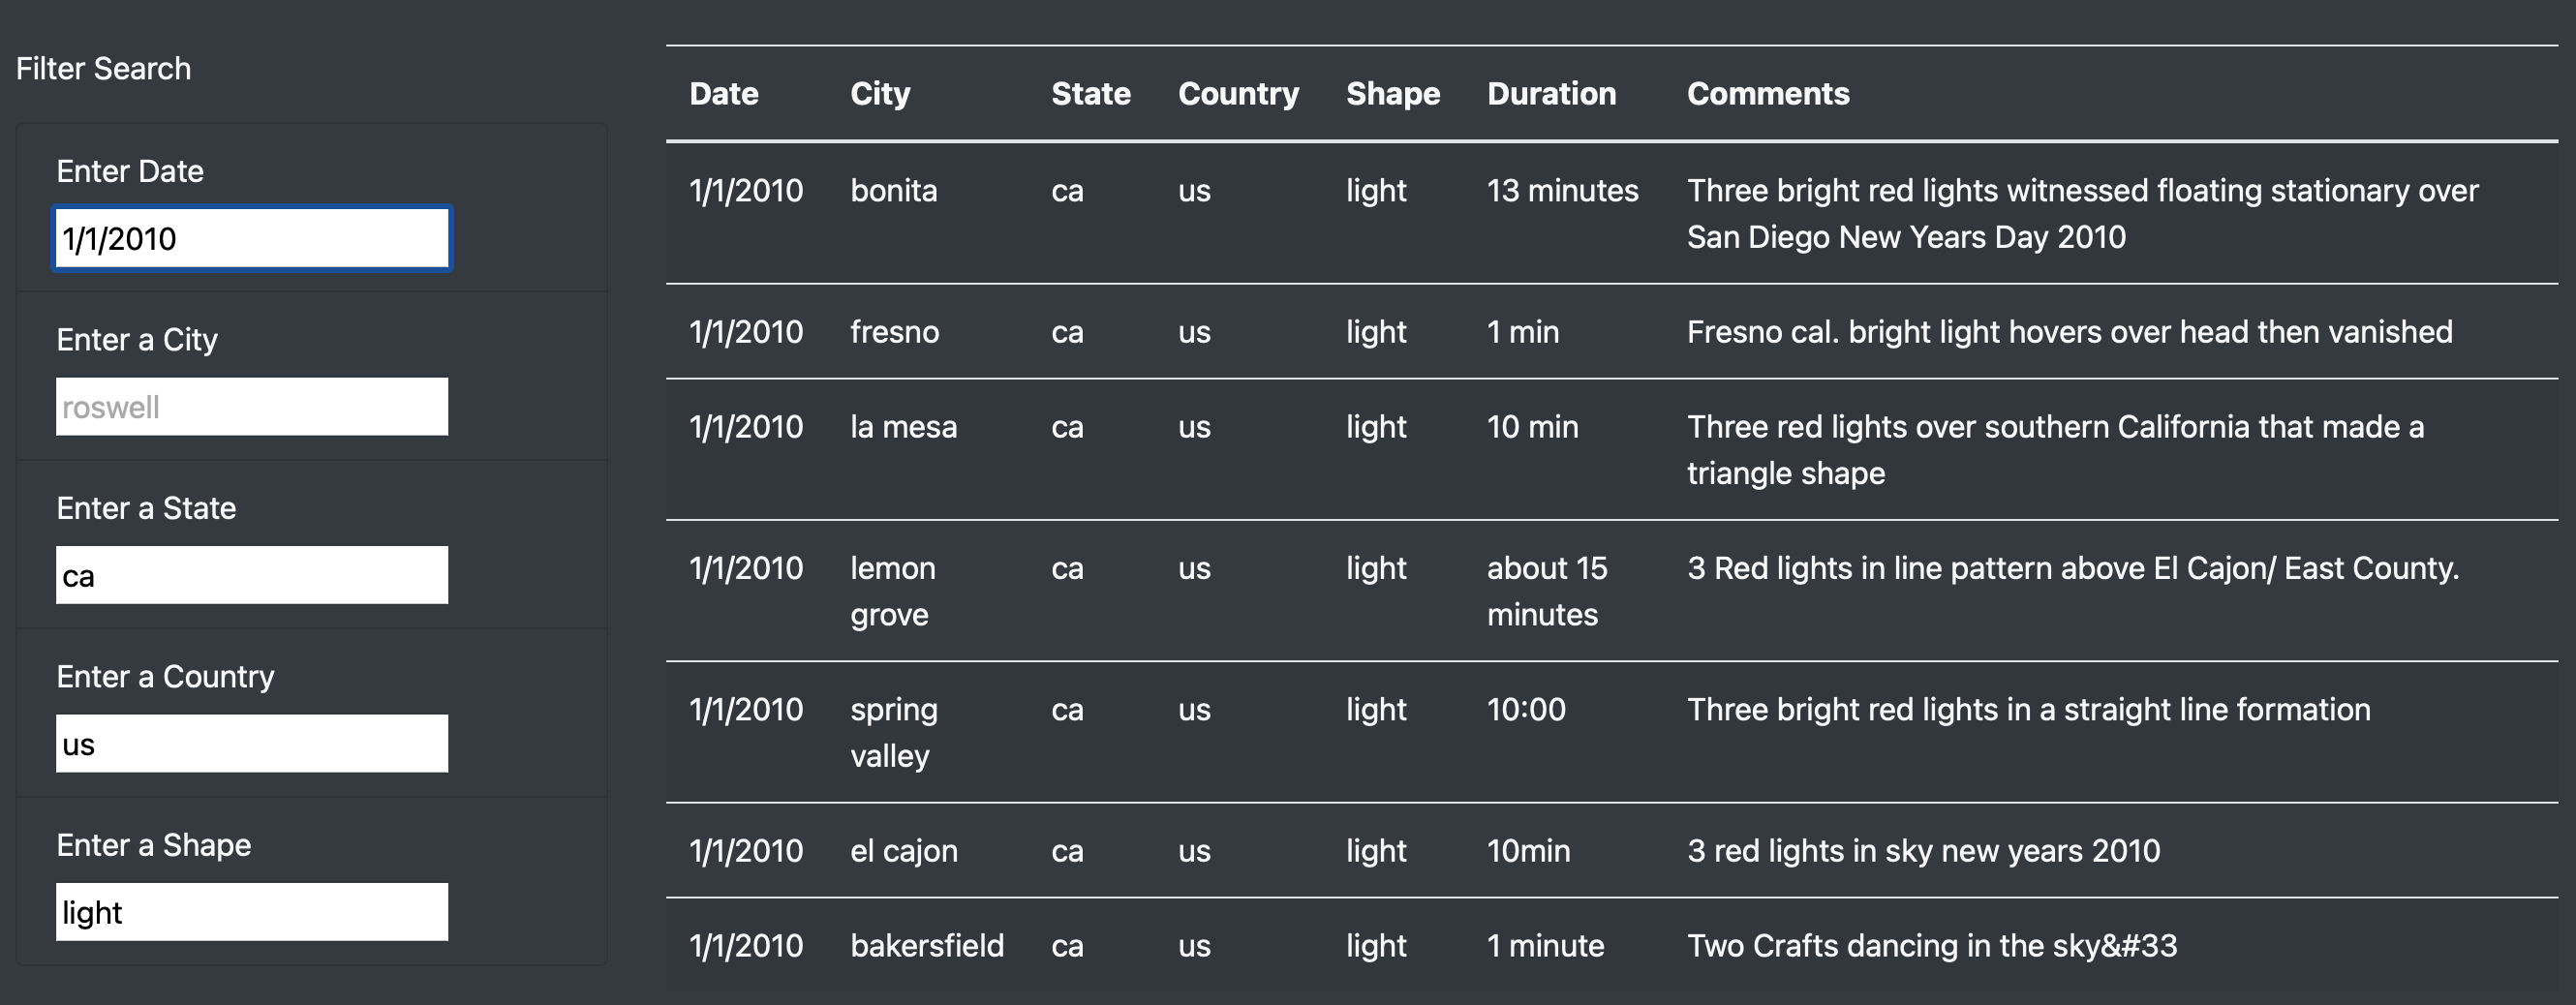 Filter Search
Enter Date
1/1/2010
Enter a City
roswell
Enter a State
ca
Enter a Country
us
Enter a Shape
light
Date City State Country Shape Duration Comments
1/1/2010 bonita ca us light 13 minutes Three bright red lights witnessed floating stationary over
San Diego New Years Day 2010
1/1/2010 fresno ca us light 1 min Fresno cal. bright light hovers over head then vanished
1/1/2010 la mesa ca us light 10 min Three red lights over southern California that made a
triangle shape
1/1/2010 lemon ca us light about 15 3 Red lights in line pattern above El Cajon/ East County.
grove minutes
1/1/2010 spring ca us light 10:00 Three bright red lights in a straight line formation
valley
1/1/2010 el cajon ca us light 10min 3 red lights in sky new years 2010
1/1/2010 bakersfield ca us light 1 minute Two Crafts dancing in the sky&#33